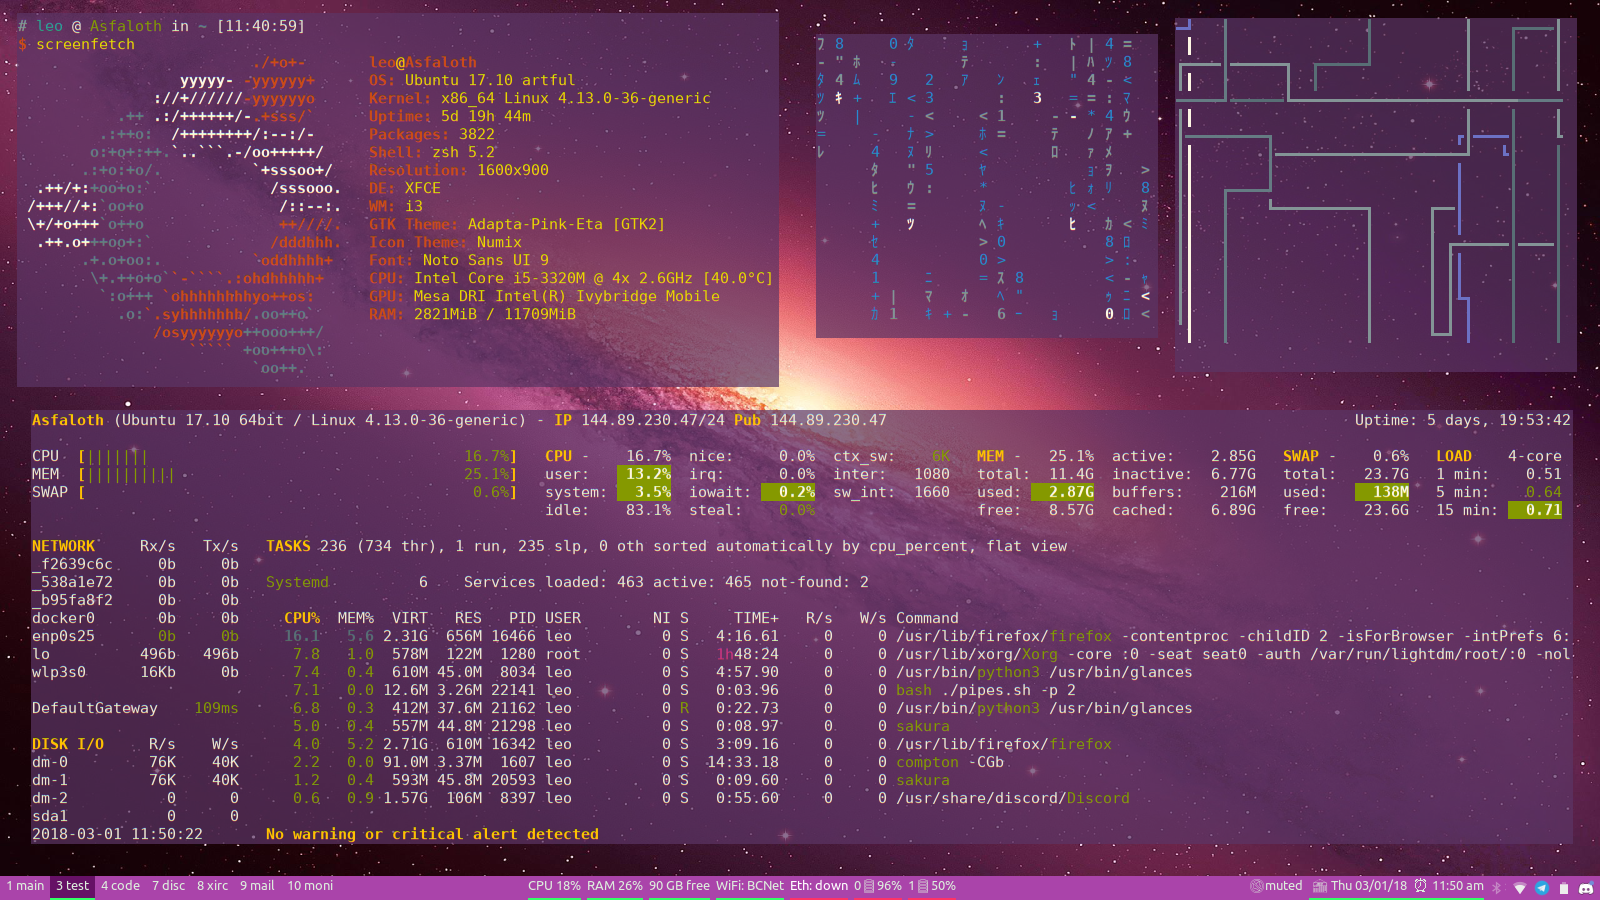 # leo @ Asfaloth in ~ [11:40:59]
$ screenfetch
leo@Asfaloth
OS: Ubuntu 17.10 artful
Kernel: x86_64 Linux 4.13.0-36-generic
Uptime: 5d 19h 44m
Packages: 3822
Shell: zsh 5.2
Resolution: 1600x900
DE: XFCE
WM: i3
GTK Theme: Adapta-Pink-Eta [GTK2]
Icon Theme: Numix
Font: Noto Sans UI 9
CPU: Intel Core i5-3320M @ 4x 2.6GHz [40.0°C]
GPU: Mesa DRI Intel(R) Ivybridge Mobile
RAM: 2821MiB / 11709MiB
Asfaloth (Ubuntu 17.10 64bit / Linux 4.13.0-36-generic) - IP 144.89.230.47/24 Pub 144.89.230.47 Uptime: 5 days, 19:53:42
CPU [||||||| 16.7%] CPU - 16.7% nice: 0.0% ctx_sw: 6K MEM - 25.1% active: 2.85G SWAP - 0.6% LOAD 4-core
MEM [|||||||||| 25.1%] user: 13.2% irq: 0.0% inter: 1080 total: 11.4G inactive: 6.77G total: 23.7G 1 min: 0.51
SWAP [ 0.6%] system: 3.5% iowait: 0.2% sw_int: 1660 used: 2.87G buffers: 216M used: 138M 5 min: 0.64
idle: 83.1% steal: 0.0% free: 8.57G cached: 6.89G free: 23.6G 15 min: 0.71
NETWORK Rx/s Tx/s TASKS 236 (734 thr), 1 run, 235 slp, 0 oth sorted automatically by cpu_percent, flat view
_f2639c6c 0b 0b
_538a1e72 0b 0b Systemd 6 Services loaded: 463 active: 465 not-found: 2
_b95fa8f2 0b 0b
docker0 0b 0b CPU% MEM% VIRT RES PID USER NI S TIME+ R/s W/s Command
enp0s25 0b 0b 16.1 5.6 2.31G 656M 16466 leo 0 S 4:16.61 0 0 /usr/lib/firefox/firefox -contentproc -childID 2 -isForBrowser -intPrefs 6:
lo 496b 496b 7.8 1.0 578M 122M 1280 root 0 S 1h48:24 0 0 /usr/lib/xorg/Xorg -core :0 -seat seat0 -auth /var/run/lightdm/root/:0 -nol
wlp3s0 16Kb 0b 7.4 0.4 610M 45.0M 8034 leo 0 S 4:57.90 0 0 /usr/bin/python3 /usr/bin/glances
7.1 0.0 12.6M 3.26M 22141 leo 0 S 0:03.96 0 0 bash ./pipes.sh -p 2
DefaultGateway 109ms 6.8 0.3 412M 37.6M 21162 leo 0 R 0:22.73 0 0 /usr/bin/python3 /usr/bin/glances
5.0 0.4 557M 44.8M 21298 leo 0 S 0:08.97 0 0 sakura
DISK I/O R/s W/s 4.0 5.2 2.71G 610M 16342 leo 0 S 3:09.16 0 0 /usr/lib/firefox/firefox
dm-0 76K 40K 2.2 0.0 91.0M 3.37M 1607 leo 0 S 14:33.18 0 0 compton -CGb
dm-1 76K 40K 1.2 0.4 593M 45.8M 20593 leo 0 S 0:09.60 0 0 sakura
dm-2 0 0 0.6 0.9 1.57G 106M 8397 leo 0 S 0:55.60 0 0 /usr/share/discord/Discord
sda1 0 0
2018-03-01 11:50:22 No warning or critical alert detected
1 main 3 test 4 code 7 disc 8 xirc 9 mail 10 moni CPU 18% RAM 26% 90 GB free WiFi: BCNet Eth: down 0 96% 1 50% muted Thu 03/01/18 11:50 am